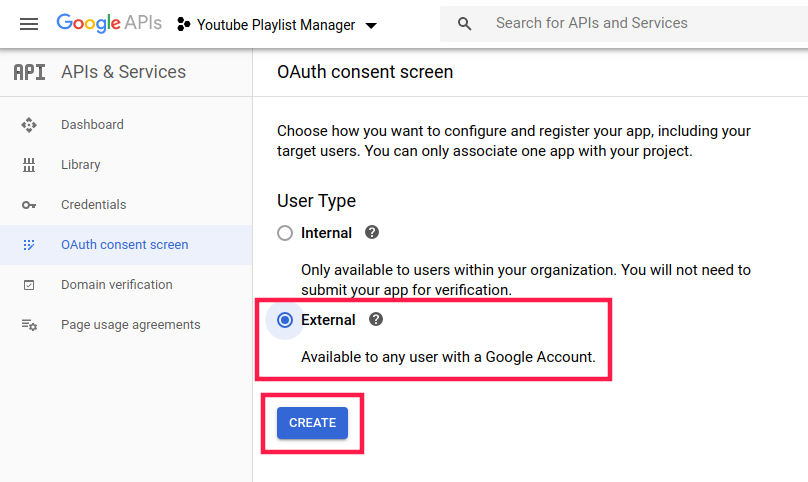 Google APIs
Youtube Playlist Manager
Search for APIs and Services
API APIs & Services
Dashboard
Library
Credentials
OAuth consent screen
Domain verification
Page usage agreements
OAuth consent screen
Choose how you want to configure and register your app, including your
target users. You can only associate one app with your project.
User Type
Internal ?
Only available to users within your organization. You will not need to
submit your app for verification.
External ?
Available to any user with a Google Account.
CREATE